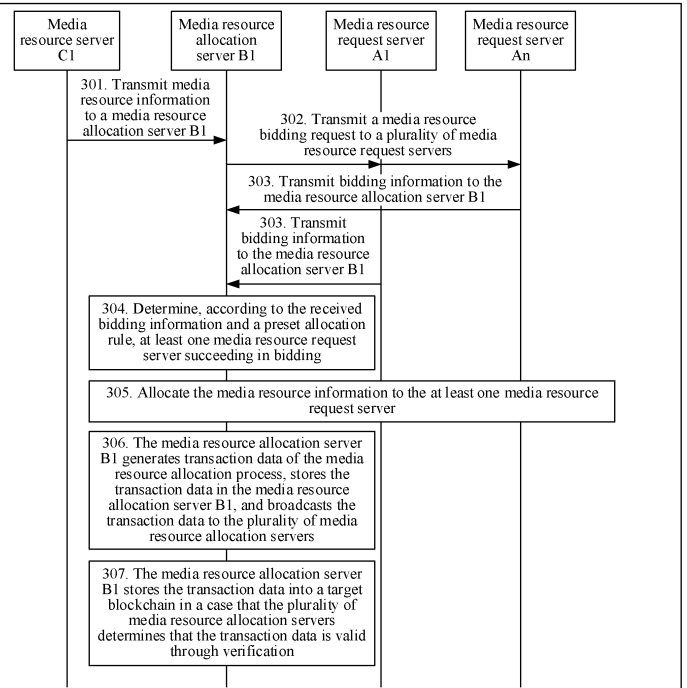 Media
resource server
C1
Media resource
allocation
server B1
Media resource
request server
A1
Media resource
request server
An
301. Transmit media
resource information
to a media resource
allocation server B1
302. Transmit a media resource
bidding request to a plurality of media
resource request servers
303. Transmit bidding information to the
media resource allocation server B1
303. Transmit
bidding information
to the media resource
allocation server B1
304. Determine, according to the received
bidding information and a preset allocation
rule, at least one media resource request
server succeeding in bidding
305. Allocate the media resource information to the at least one media resource
request server
306. The media resource allocation server
B1 generates transaction data of the media
resource allocation process, stores the
transaction data in the media resource
allocation server B1, and broadcasts the
transaction data to the plurality of media
resource allocation servers
307. The media resource allocation server
B1 stores the transaction data into a target
blockchain in a case that the plurality of
media resource allocation servers
determines that the transaction data is valid
through verification